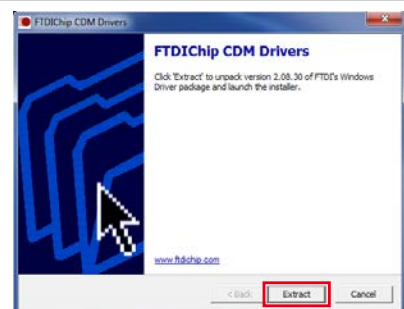 FTDIChip CDM Drivers
FTDIChip CDM Drivers
Click 'Extract' to unpack version 2.08.30 of FTDI's Windows
Driver package and launch the installer.
www.ftdichip.com
< Back
Extract
Cancel